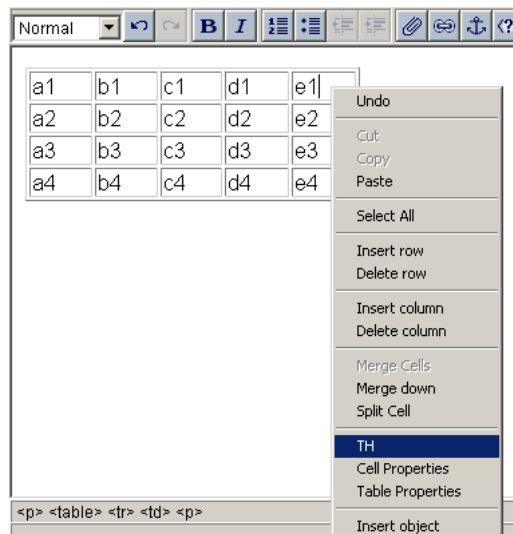 Normal B I <?
a1 b1 c1 d1 e1
a2 b2 c2 d2 e2
a3 b3 c3 d3 e3
a4 b4 c4 d4 e4
Undo
Cut
Copy
Paste
Select All
Insert row
Delete row
Insert column
Delete column
Merge Cells
Merge down
Split Cell
TH
Cell Properties
Table Properties
Insert object
<p> <table> <tr> <td> <p>